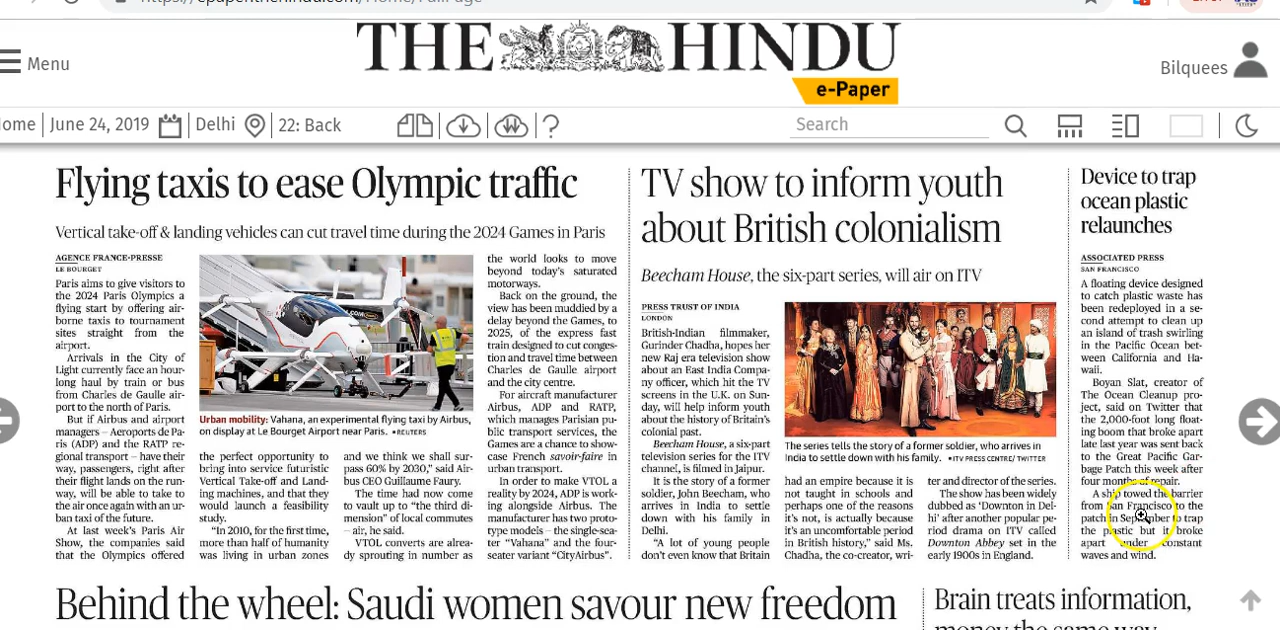 THE HINDU
e-Paper
Menu
Bilquees
ome
June 24, 2019
Delhi
22: Back
?
Search
Flying taxis to ease Olympic traffic
Vertical take-off & landing vehicles can cut travel time during the 2024 Games in Paris
AGENCE FRANCE-PRESSE
LE BOURGET
Paris aims to give visitors to
the 2024 Paris Olympics a
flying start by offering air-
borne taxis to tournament
sites straight from the
airport.
Arrivals in the City of
Light currently face an hour-
long haul by train or bus
from Charles de Gaulle air-
port to the north of Paris.
But if Airbus and airport
managers – Aeroports de Pa-
ris (ADP) and the RATP re-
gional transport – have their
way, passengers, right after
their flight lands on the run-
way, will be able to take to
the air once again with an ur-
ban taxi of the future.
At last week's Paris Air
Show, the companies said
that the Olympics offered
Urban mobility: Vahana, an experimental flying taxi by Airbus,
on display at Le Bourget Airport near Paris. •REUTERS
the perfect opportunity to
bring into service futuristic
Vertical Take-off and Land-
ing machines, and that they
would launch a feasibility
study.
"In 2010, for the first time,
more than half of humanity
was living in urban zones
and we think we shall sur-
pass 60% by 2030," said Air-
bus CEO Guillaume Faury.
The time had now come
to vault up to "the third di-
mension" of local commutes
– air, he said.
VTOL converts are alrea-
dy sprouting in number as
the world looks to move
beyond today's saturated
motorways.
Back on the ground, the
view has been muddied by a
delay beyond the Games, to
2025, of the express fast
train designed to cut conges-
tion and travel time between
Charles de Gaulle airport
and the city centre.
For aircraft manufacturer
Airbus, ADP and RATP,
which manages Parisian pu-
blic transport services, the
Games are a chance to show-
case French savoir-faire in
urban transport.
In order to make VTOL a
reality by 2024, ADP is work-
ing alongside Airbus. The
manufacturer has two proto-
type models – the single-sea-
ter "Vahana" and the four-
seater variant "CityAirbus".
TV show to inform youth
about British colonialism
Beecham House, the six-part series, will air on ITV
PRESS TRUST OF INDIA
LONDON
British-Indian filmmaker,
Gurinder Chadha, hopes her
new Raj era television show
about an East India Compa-
ny officer, which hit the TV
screens in the U.K. on Sun-
day, will help inform youth
about the history of Britain's
colonial past.
Beecham House, a six-part
television series for the ITV
channel, is filmed in Jaipur.
It is the story of a former
soldier, John Beecham, who
arrives in India to settle
down with his family in
Delhi.
"A lot of young people
don't even know that Britain
The series tells the story of a former soldier, who arrives in
India to settle down with his family. •ITV PRESS CENTRE/ TWITTER
had an empire because it is
not taught in schools and
perhaps one of the reasons
it's not, is actually because
it's an uncomfortable period
in British history," said Ms.
Chadha, the co-creator, wri-
ter and director of the series.
The show has been widely
dubbed as 'Downton in Del-
hi' after another popular pe-
riod drama on ITV called
Downton Abbey set in the
early 1900s in England.
Device to trap
ocean plastic
relaunches
ASSOCIATED PRESS
SAN FRANCISCO
A floating device designed
to catch plastic waste has
been redeployed in a se-
cond attempt to clean up
an island of trash swirling
in the Pacific Ocean bet-
ween California and Ha-
waii.
Boyan Slat, creator of
The Ocean Cleanup pro-
ject, said on Twitter that
the 2,000-foot long float-
ing boom that broke apart
late last year was sent back
to the Great Pacific Gar-
bage Patch this week after
four months of repair.
A ship towed the barrier
from San Francisco to the
patch in September to trap
the plastic but it broke
apart under constant
waves and wind.
Behind the wheel: Saudi women savour new freedom
Brain treats information,
money the same way